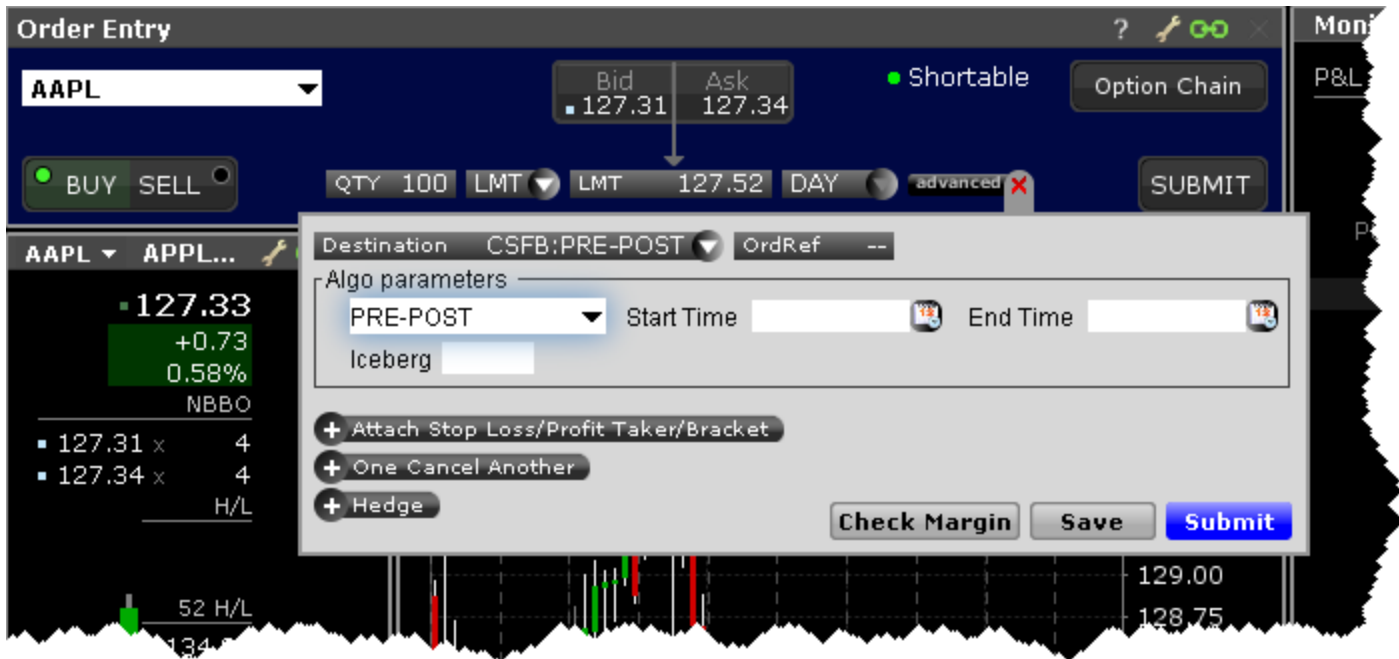 Order Entry ?
Moni
AAPL
Bid Ask
127.31 127.34
Shortable
Option Chain
P&L
BUY SELL
QTY 100 LMT LMT 127.52 DAY advanced
SUBMIT
AAPL APPL...
Destination CSFB:PRE-POST OrdRef --
P
Algo parameters
127.33
PRE-POST Start Time End Time
+0.73
Iceberg
0.58%
NBBO
Attach Stop Loss/Profit Taker/Bracket
127.31 x 4
One Cancel Another
127.34 x 4
Hedge
H/L
Check Margin Save Submit
129.00
52 H/L
128.75